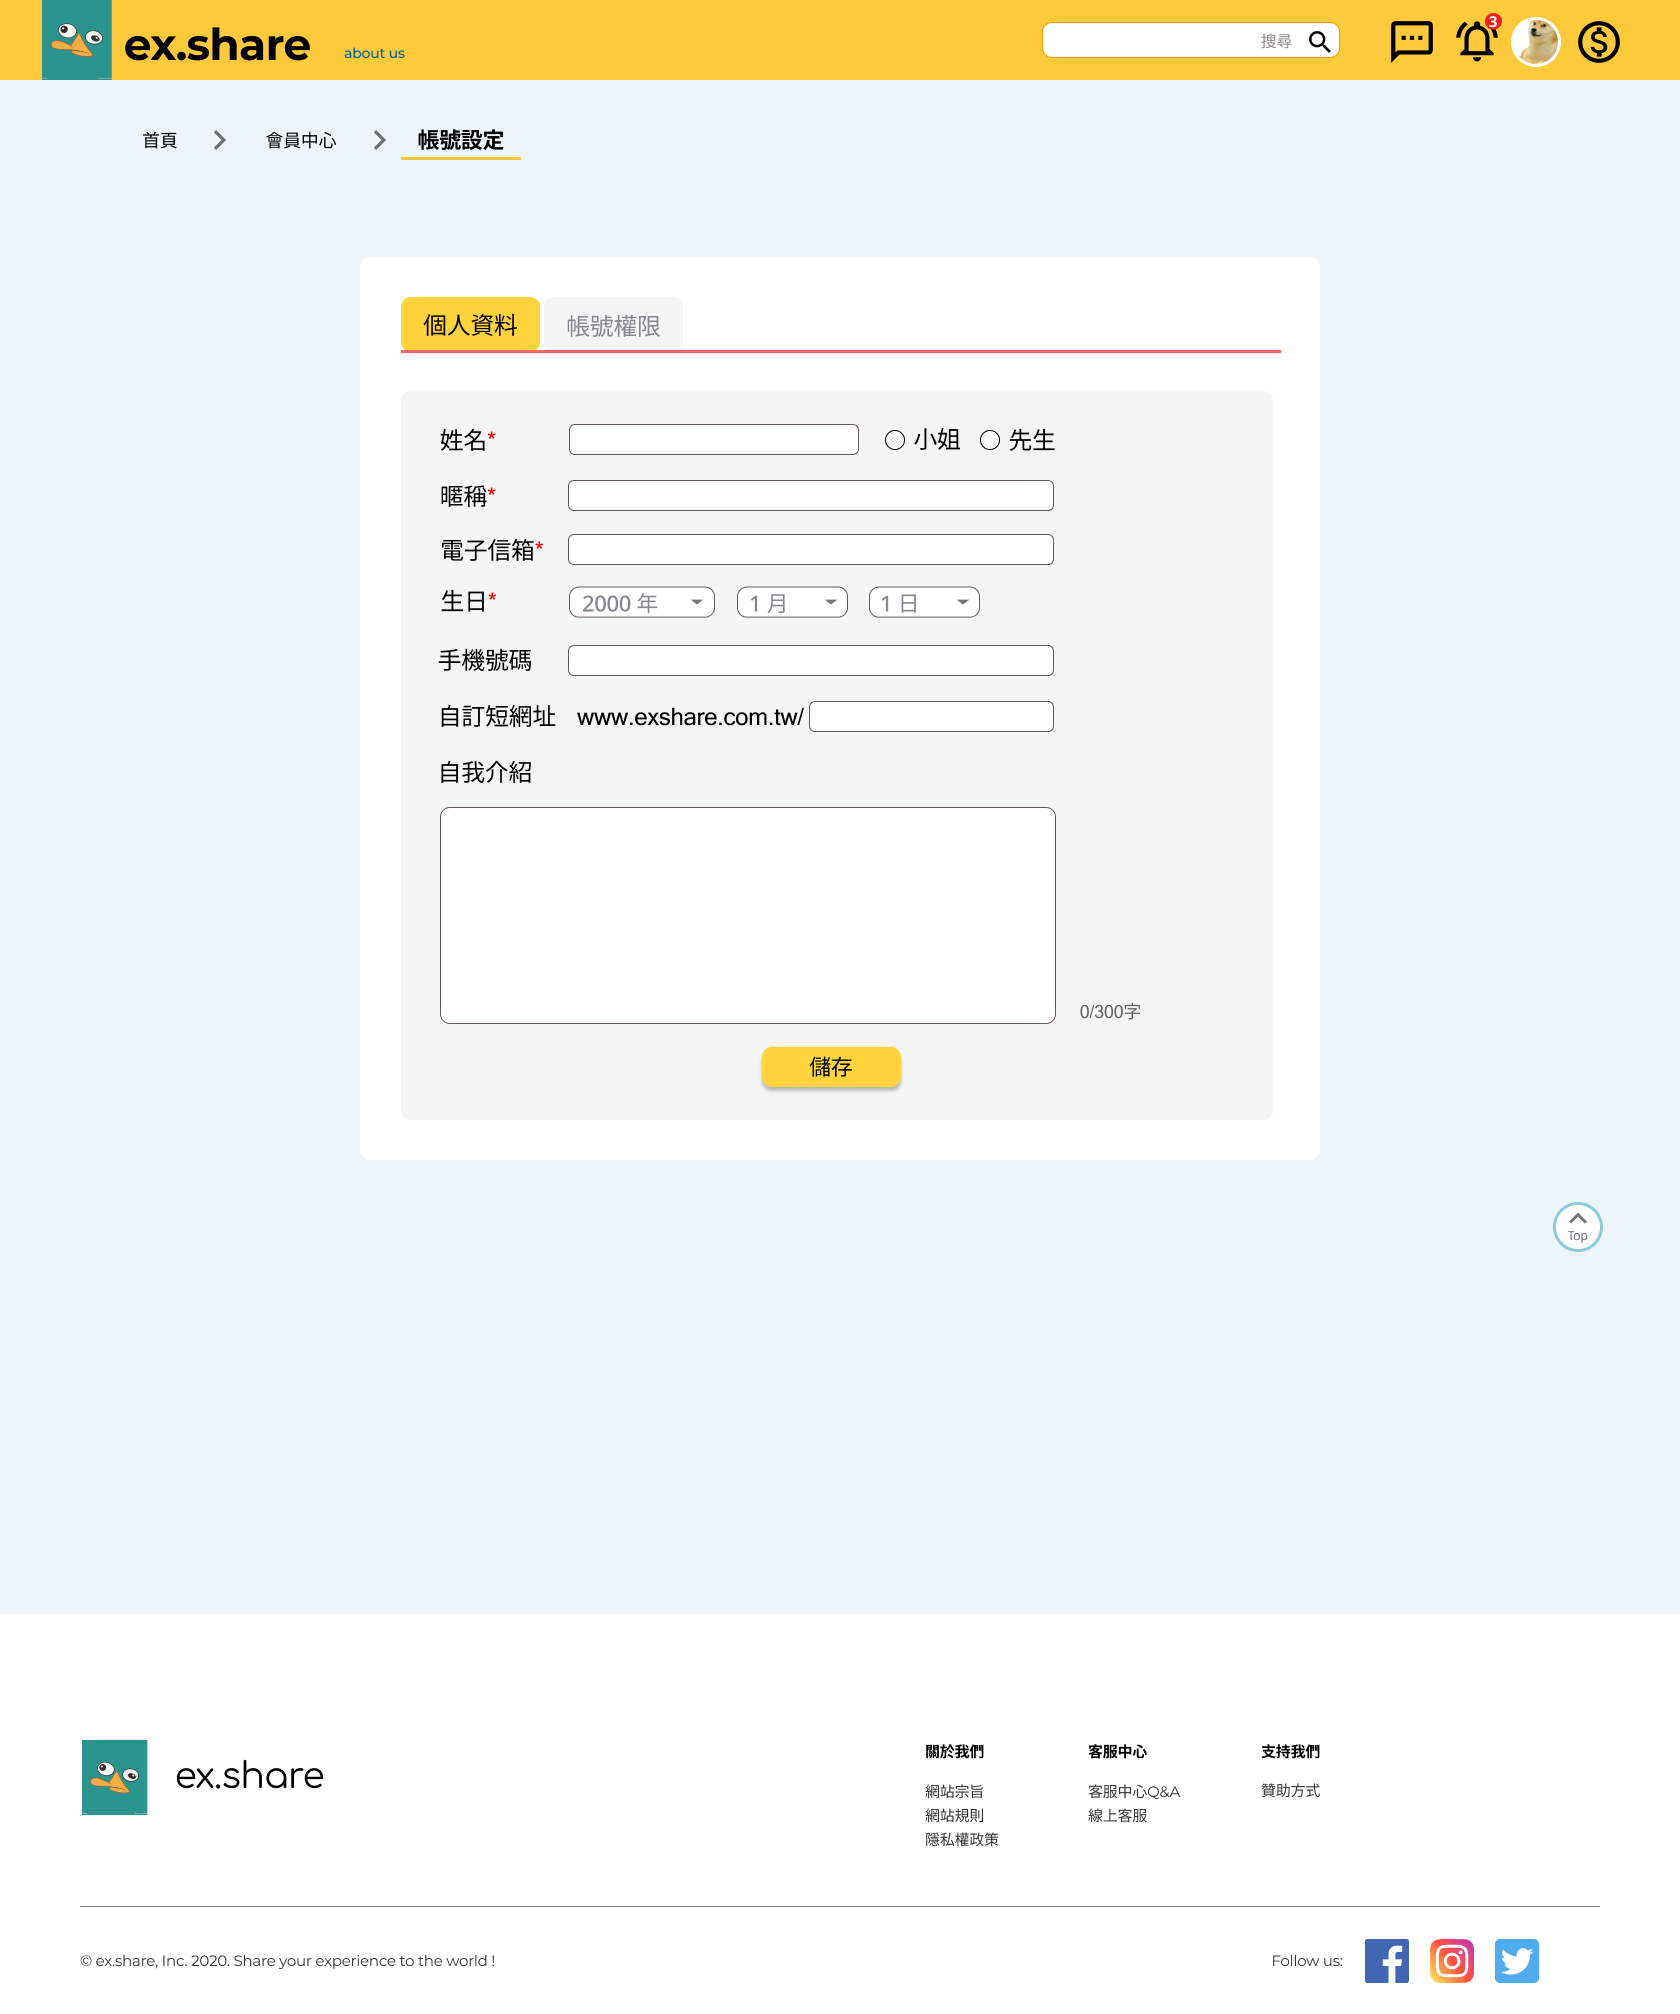 ex.share
about us
搜尋
3
首頁
會員中心
帳號設定
個人資料
帳號權限
姓名*
小姐
先生
暱稱*
電子信箱*
生日*
2000 年
1 月
1 日
手機號碼
自訂短網址
www.exshare.com.tw/
自我介紹
0/300字
儲存
Top
ex.share
關於我們
網站宗旨
網站規則
隱私權政策
客服中心
客服中心Q&A
線上客服
支持我們
贊助方式
© ex.share, Inc. 2020. Share your experience to the world !
Follow us: